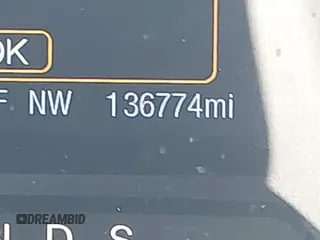 OK
F NW 136774mi
L D S
DREAMBID